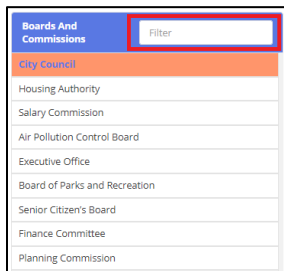 Boards And
Commissions
Filter
City Council
Housing Authority
Salary Commission
Air Pollution Control Board
Executive Office
Board of Parks and Recreation
Senior Citizen's Board
Finance Committee
Planning Commission